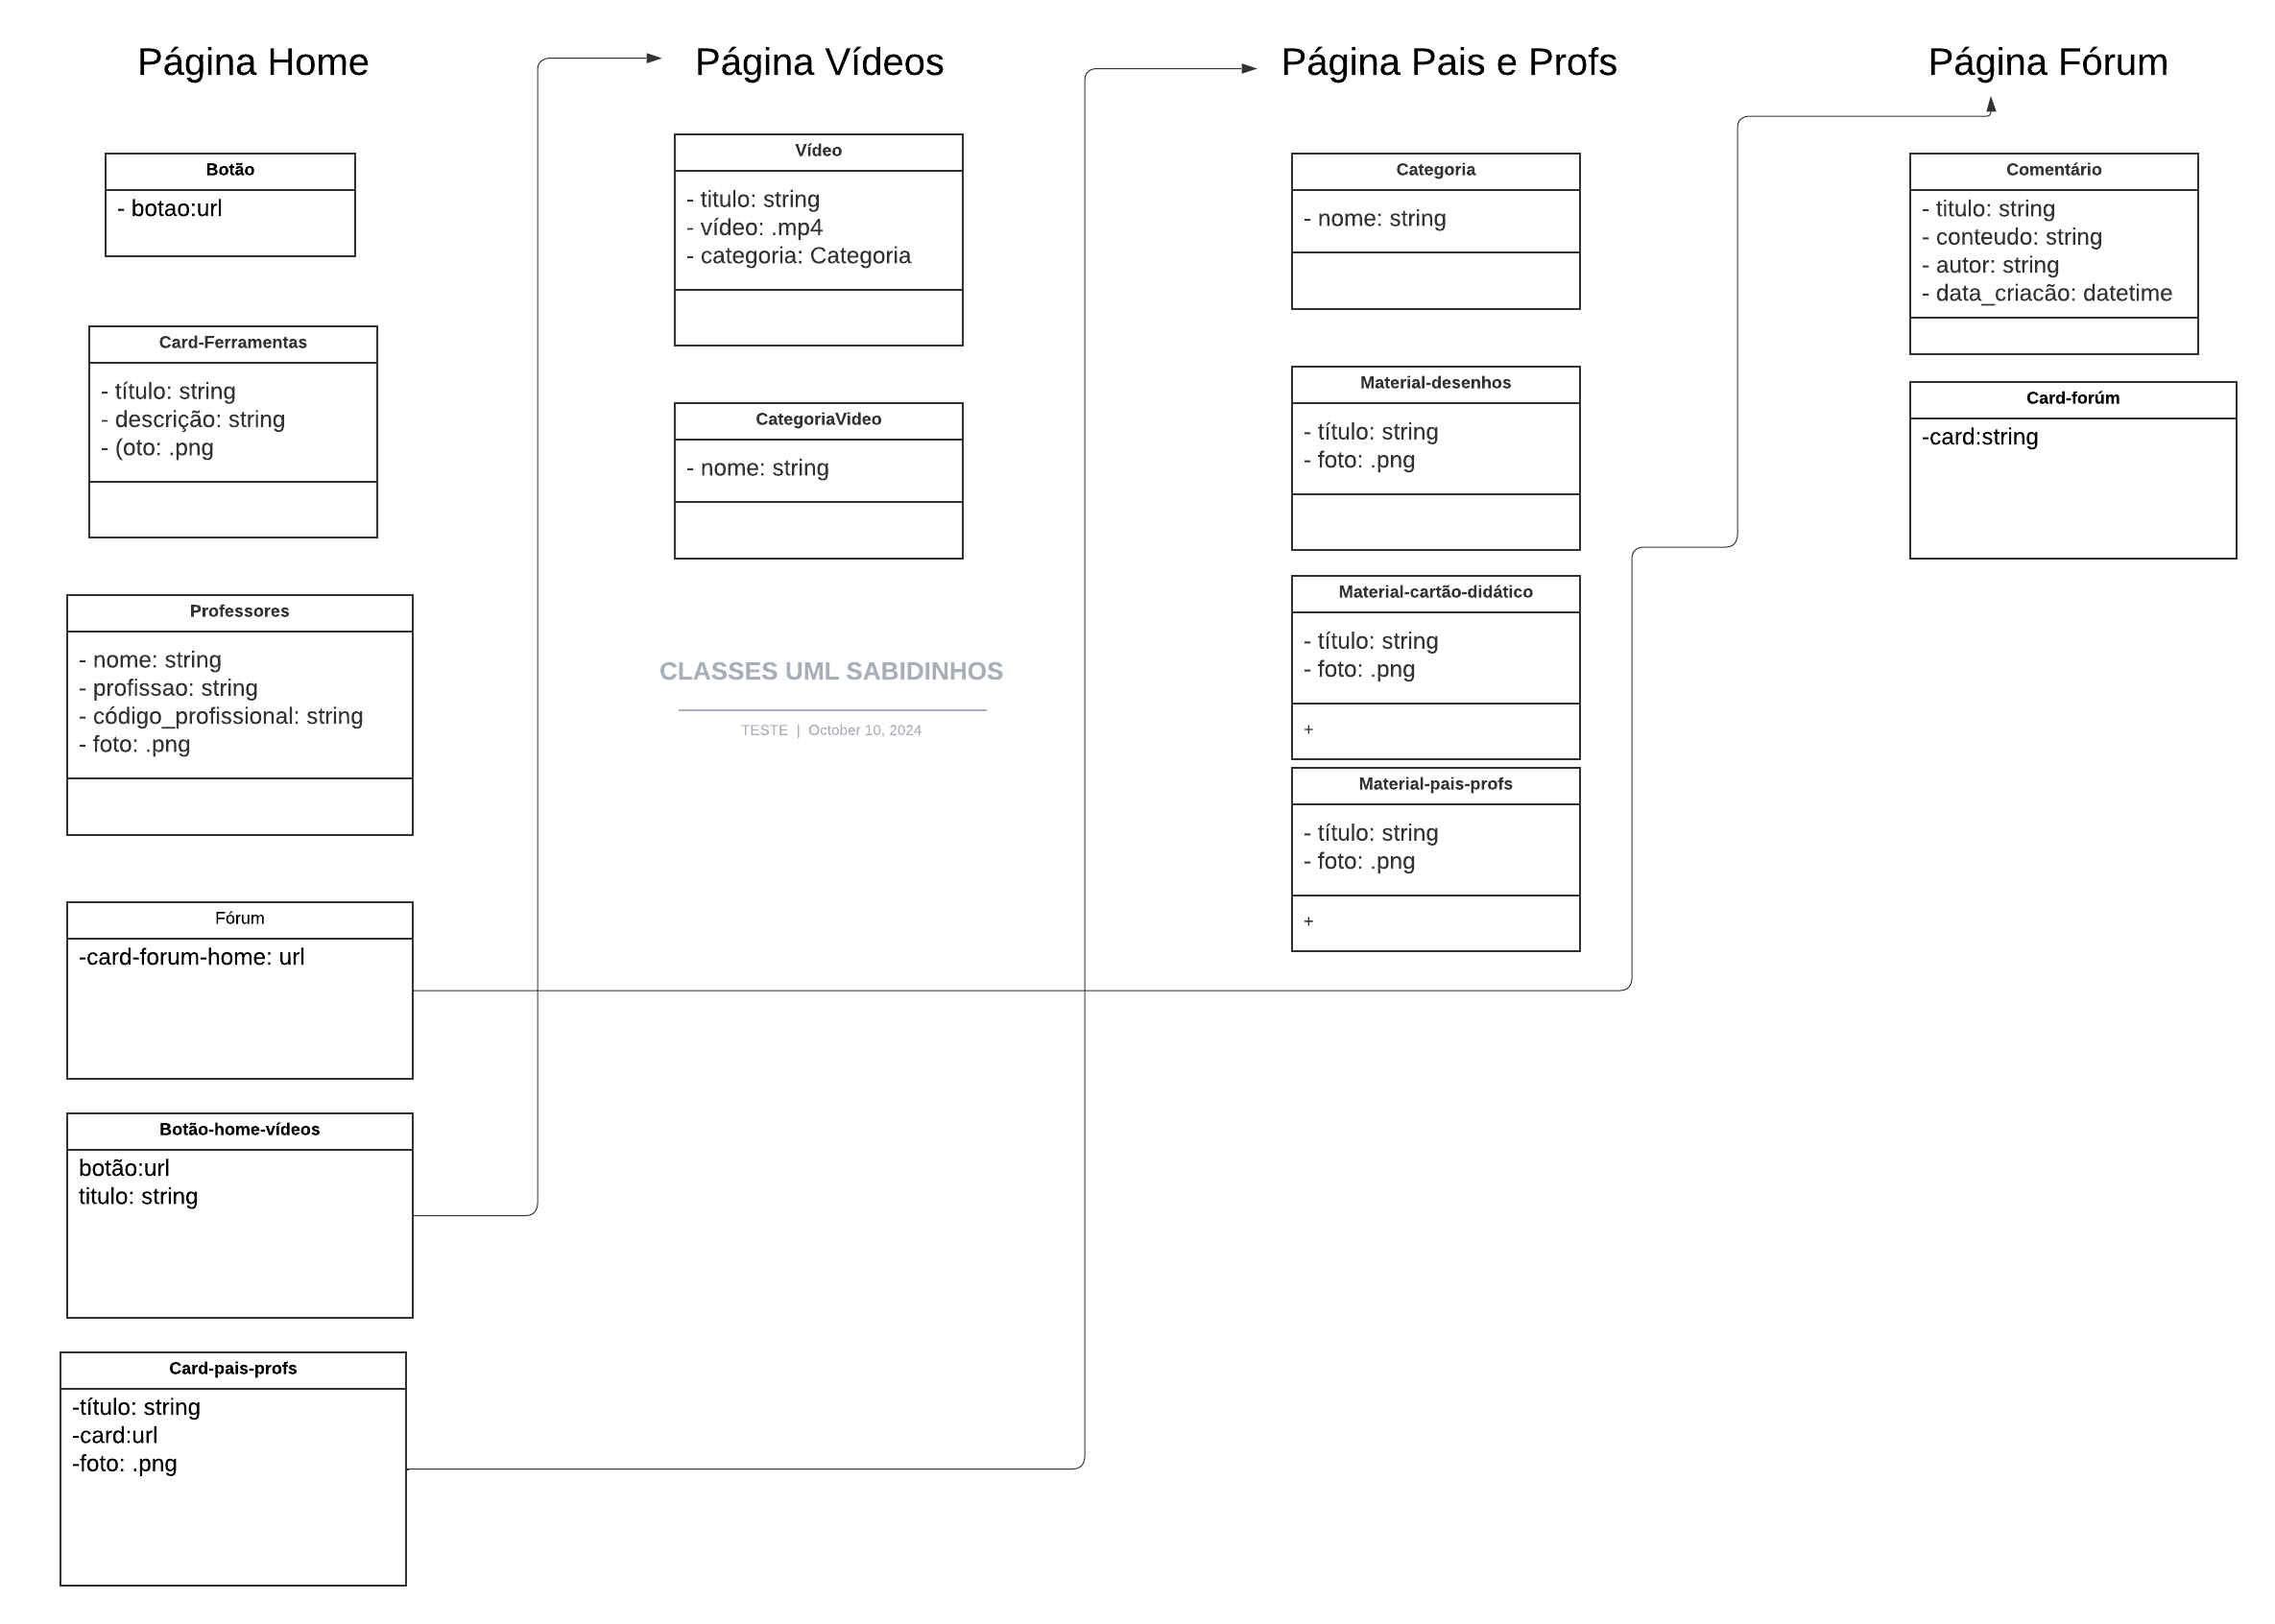 Página Home
Botão
- botao:url
Card-Ferramentas
- título: string
- descrição: string
- (oto: .png
Professores
- nome: string
- profissao: string
- código_profissional: string
- foto: .png
Fórum
-card-forum-home: url
Botão-home-vídeos
botão:url
titulo: string
Card-pais-profs
-título: string
-card:url
-foto: .png
Página Vídeos
Vídeo
- titulo: string
- vídeo: .mp4
- categoria: Categoria
CategoriaVideo
- nome: string
CLASSES UML SABIDINHOS
TESTE | October 10, 2024
Página Pais e Profs
Categoria
- nome: string
Material-desenhos
- título: string
- foto: .png
Material-cartão-didático
- título: string
- foto: .png
+
Material-pais-profs
- título: string
- foto: .png
+
Página Fórum
Comentário
- titulo: string
- conteudo: string
- autor: string
- data_criacão: datetime
Card-forúm
-card:string